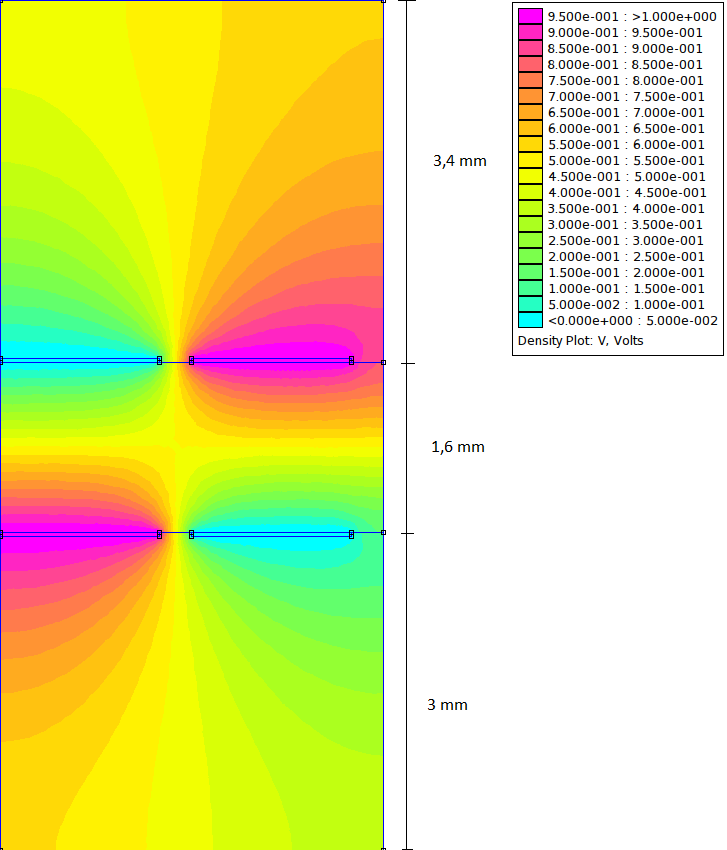 9.500e-001 : >1.000e+000
9.000e-001 : 9.500e-001
8.500e-001 : 9.000e-001
8.000e-001 : 8.500e-001
7.500e-001 : 8.000e-001
7.000e-001 : 7.500e-001
6.500e-001 : 7.000e-001
6.000e-001 : 6.500e-001
5.500e-001 : 6.000e-001
5.000e-001 : 5.500e-001
4.500e-001 : 5.000e-001
4.000e-001 : 4.500e-001
3.500e-001 : 4.000e-001
3.000e-001 : 3.500e-001
2.500e-001 : 3.000e-001
2.000e-001 : 2.500e-001
1.500e-001 : 2.000e-001
1.000e-001 : 1.500e-001
5.000e-002 : 1.000e-001
<0.000e+000 : 5.000e-002
Density Plot: V, Volts
3,4 mm
1,6 mm
3 mm